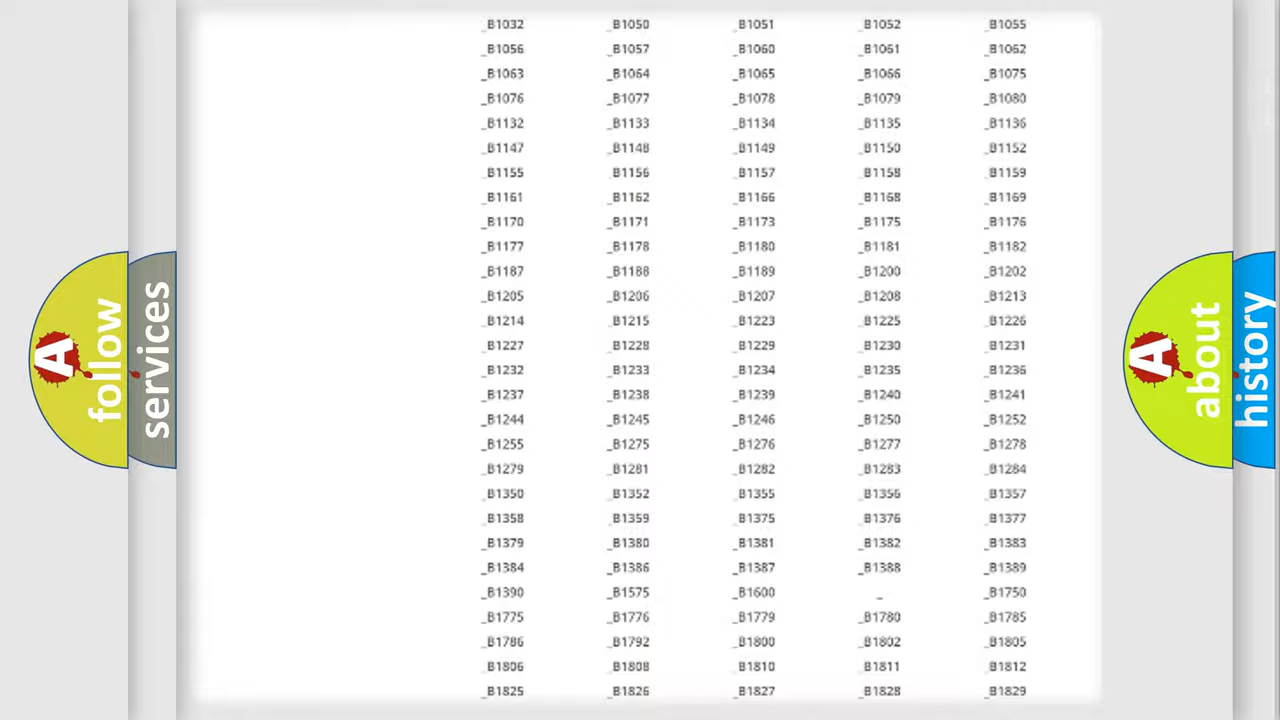 _B1032 _B1050 _B1051 _B1052 _B1055
_B1056 _B1057 _B1060 _B1061 _B1062
_B1063 _B1064 _B1065 _B1066 _B1075
_B1076 _B1077 _B1078 _B1079 _B1080
_B1132 _B1133 _B1134 _B1135 _B1136
_B1147 _B1148 _B1149 _B1150 _B1152
_B1155 _B1156 _B1157 _B1158 _B1159
_B1161 _B1162 _B1166 _B1168 _B1169
_B1170 _B1171 _B1173 _B1175 _B1176
_B1177 _B1178 _B1180 _B1181 _B1182
_B1187 _B1188 _B1189 _B1200 _B1202
_B1205 _B1206 _B1207 _B1208 _B1213
_B1214 _B1215 _B1223 _B1225 _B1226
_B1227 _B1228 _B1229 _B1230 _B1231
_B1232 _B1233 _B1234 _B1235 _B1236
_B1237 _B1238 _B1239 _B1240 _B1241
_B1244 _B1245 _B1246 _B1250 _B1252
_B1255 _B1275 _B1276 _B1277 _B1278
_B1279 _B1281 _B1282 _B1283 _B1284
_B1350 _B1352 _B1355 _B1356 _B1357
_B1358 _B1359 _B1375 _B1376 _B1377
_B1379 _B1380 _B1381 _B1382 _B1383
_B1384 _B1386 _B1387 _B1388 _B1389
_B1390 _B1575 _B1600 _ _B1750
_B1775 _B1776 _B1779 _B1780 _B1785
_B1786 _B1792 _B1800 _B1802 _B1805
_B1806 _B1808 _B1810 _B1811 _B1812
_B1825 _B1826 _B1827 _B1828 _B1829
A follow
services
A about
history